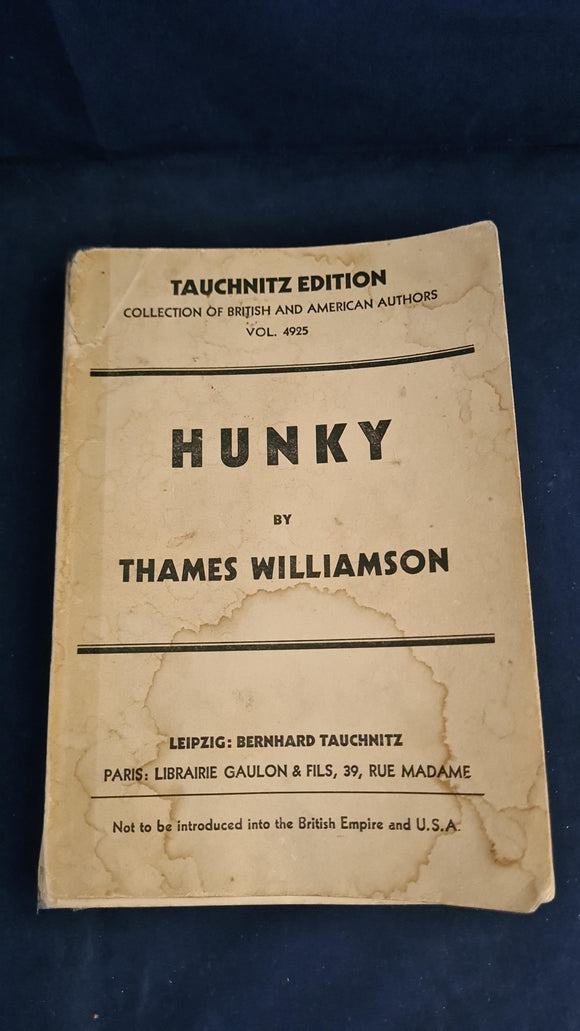 TAUCHNITZ EDITION
COLLECTION OF BRITISH AND AMERICAN AUTHORS
VOL. 4925
HUNKY
BY
THAMES WILLIAMSON
LEIPZIG: BERNHARD TAUCHNITZ
PARIS: LIBRAIRIE GAULON & FILS, 39, RUE MADAME
Not to be introduced into the British Empire and U.S.A.